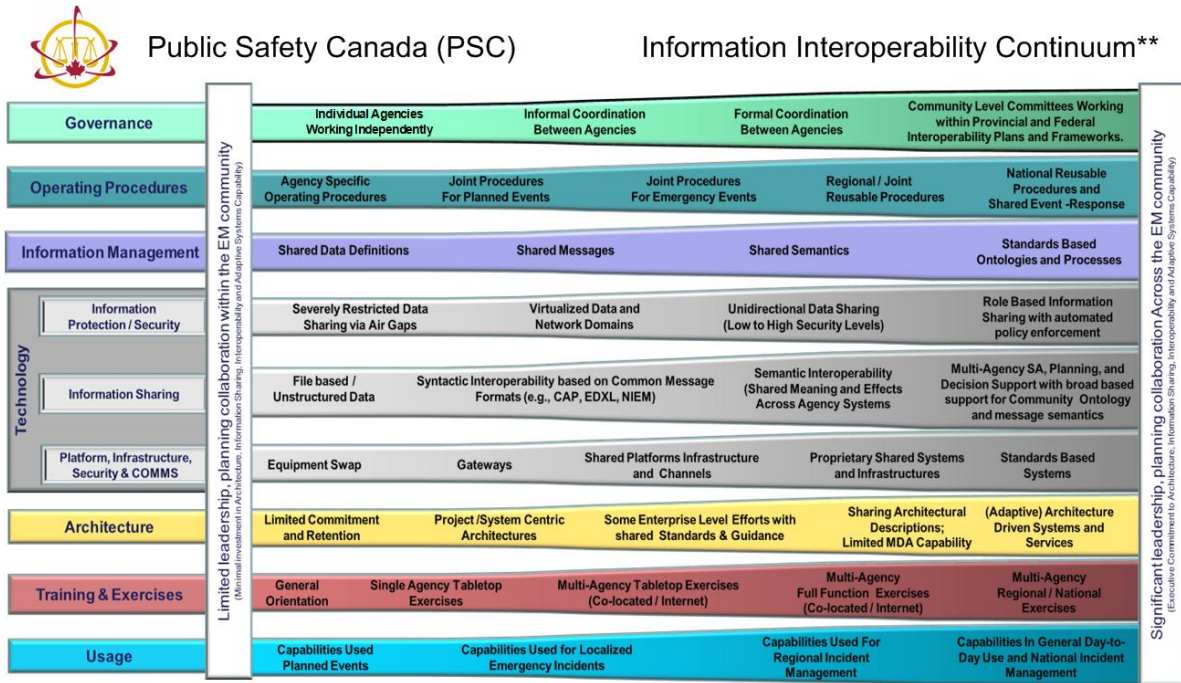 Public Safety Canada (PSC)
Information Interoperability Continuum**
Limited leadership, planning collaboration within the EM community
(Minimal investment in Architecture, Information Sharing, Interoperability and Adaptive Systems Capability)
Governance
Individual Agencies
Working Independently
Informal Coordination
Between Agencies
Formal Coordination
Between Agencies
Community Level Committees Working
within Provincial and Federal
Interoperability Plans and Frameworks.
Operating Procedures
Agency Specific
Operating Procedures
Joint Procedures
For Planned Events
Joint Procedures
For Emergency Events
Regional / Joint
Reusable Procedures
National Reusable
Procedures and
Shared Event -Response
Information Management
Shared Data Definitions
Shared Messages
Shared Semantics
Standards Based
Ontologies and Processes
Technology
Information
Protection / Security
Severely Restricted Data
Sharing via Air Gaps
Virtualized Data and
Network Domains
Unidirectional Data Sharing
(Low to High Security Levels)
Role Based Information
Sharing with automated
policy enforcement
Information Sharing
File based /
Unstructured Data
Syntactic Interoperability based on Common Message
Formats (e.g., CAP, EDXL, NIEM)
Semantic Interoperability
(Shared Meaning and Effects
Across Agency Systems
Multi-Agency SA, Planning, and
Decision Support with broad based
support for Community Ontology
and message semantics
Platform, Infrastructure,
Security & COMMS
Equipment Swap
Gateways
Shared Platforms Infrastructure
and Channels
Proprietary Shared Systems
and Infrastructures
Standards Based
Systems
Architecture
Limited Commitment
and Retention
Project /System Centric
Architectures
Some Enterprise Level Efforts with
shared Standards & Guidance
Sharing Architectural
Descriptions;
Limited MDA Capability
(Adaptive) Architecture
Driven Systems and
Services
Training & Exercises
General
Orientation
Single Agency Tabletop
Exercises
Multi-Agency Tabletop Exercises
(Co-located / Internet)
Multi-Agency
Full Function Exercises
(Co-located / Internet)
Multi-Agency
Regional / National
Exercises
Usage
Capabilities Used
Planned Events
Capabilities Used for Localized
Emergency Incidents
Capabilities Used For
Regional Incident
Management
Capabilities In General Day-to-
Day Use and National Incident
Management
Significant leadership, planning collaboration Across the EM community
(Executive Commitment to Architecture, Information Sharing, Interoperability and Adaptive Systems Capability)